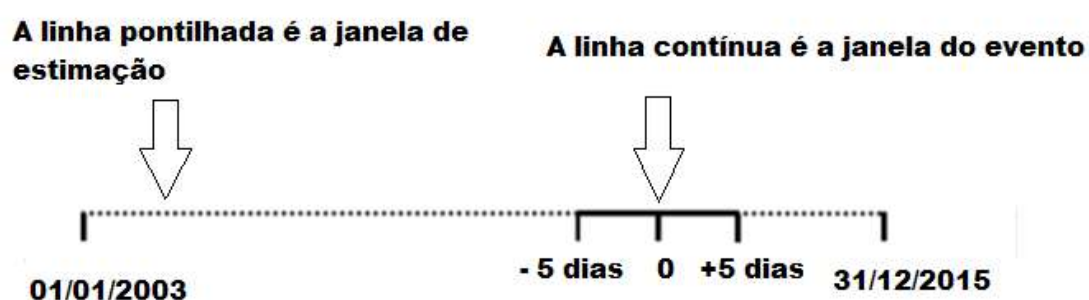 A linha pontilhada é a janela de
estimação
A linha contínua é a janela do evento
01/01/2003
- 5 dias
0
+5 dias
31/12/2015